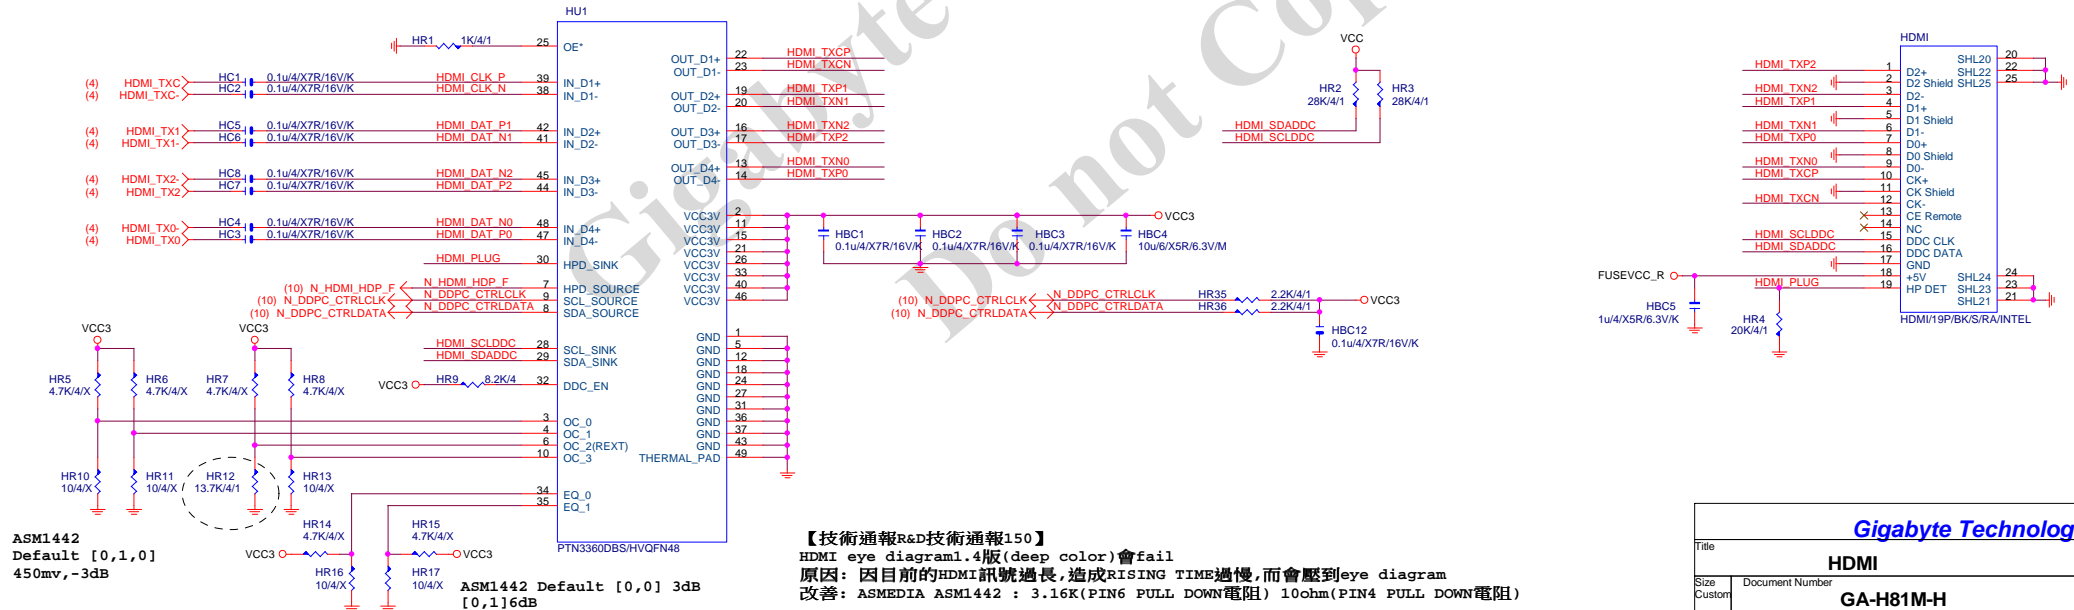 HU1
HR1 1K/4/1
25 OE*
(4) HDMI_TXC HC1 0.1u/4/X7R/16V/K HDMI_CLK_P 39 IN_D1+
(4) HDMI_TXC- HC2 0.1u/4/X7R/16V/K HDMI_CLK_N 38 IN_D1-
(4) HDMI_TX1 HC5 0.1u/4/X7R/16V/K HDMI_DAT_P1 42 IN_D2+
(4) HDMI_TX1- HC6 0.1u/4/X7R/16V/K HDMI_DAT_N1 41 IN_D2-
(4) HDMI_TX2- HC8 0.1u/4/X7R/16V/K HDMI_DAT_N2 45 IN_D3+
(4) HDMI_TX2 HC7 0.1u/4/X7R/16V/K HDMI_DAT_P2 44 IN_D3-
(4) HDMI_TX0- HC4 0.1u/4/X7R/16V/K HDMI_DAT_N0 48 IN_D4+
(4) HDMI_TX0 HC3 0.1u/4/X7R/16V/K HDMI_DAT_P0 47 IN_D4-
HDMI_PLUG 30 HPD_SINK
(10) N_HDMI_HDP_F N_HDMI_HDP_F 7 HPD_SOURCE
(10) N_DDPC_CTRLCLK N_DDPC_CTRLCLK 9 SCL_SOURCE
(10) N_DDPC_CTRLDATA N_DDPC_CTRLDATA 8 SDA_SOURCE
HDMI_SCLDDC 28 SCL_SINK
HDMI_SDADDC 29 SDA_SINK
VCC3 HR9 8.2K/4 32 DDC_EN
3 OC_0
4 OC_1
6 OC_2(REXT)
10 OC_3
34 EQ_0
35 EQ_1
OUT_D1+ 22 HDMI_TXCP
OUT_D1- 23 HDMI_TXCN
OUT_D2+ 19 HDMI_TXP1
OUT_D2- 20 HDMI_TXN1
OUT_D3+ 16 HDMI_TXN2
OUT_D3- 17 HDMI_TXP2
OUT_D4+ 13 HDMI_TXN0
OUT_D4- 14 HDMI_TXP0
VCC3V 2 VCC3
VCC3V 11
VCC3V 15
VCC3V 21
VCC3V 26
VCC3V 33
VCC3V 40
VCC3V 46
GND 1
GND 5
GND 12
GND 18
GND 24
GND 27
GND 31
GND 36
GND 37
GND 43
THERMAL_PAD 49
PTN3360DBS/HVQFN48
VCC3 VCC3
HR5 HR6 HR7 HR8
4.7K/4/X 4.7K/4/X 4.7K/4/X 4.7K/4/X
HR10 HR11 HR12 HR13
10/4/X 10/4/X 13.7K/4/1 10/4/X
HR14 HR15
4.7K/4/X 4.7K/4/X
VCC3 VCC3
HR16 HR17
10/4/X 10/4/X
ASM1442
Default [0,1,0]
450mv,-3dB
ASM1442 Default [0,0] 3dB
[0,1]6dB
HBC1 HBC2 HBC3 HBC4
0.1u/4/X7R/16V/K 0.1u/4/X7R/16V/K 0.1u/4/X7R/16V/K 10u/6/X5R/6.3V/M
(10) N_DDPC_CTRLCLK N_DDPC_CTRLCLK HR35 2.2K/4/1 VCC3
(10) N_DDPC_CTRLDATA N_DDPC_CTRLDATA HR36 2.2K/4/1
HBC12
0.1u/4/X7R/16V/K
VCC
HR2 HR3
28K/4/1 28K/4/1
HDMI_SDADDC
HDMI_SCLDDC
HDMI
HDMI_TXP2 1 D2+
2 D2 Shield
HDMI_TXN2 3 D2-
HDMI_TXP1 4 D1+
5 D1 Shield
HDMI_TXN1 6 D1-
HDMI_TXP0 7 D0+
8 D0 Shield
HDMI_TXN0 9 D0-
HDMI_TXCP 10 CK+
11 CK Shield
HDMI_TXCN 12 CK-
13 CE Remote
14 NC
HDMI_SCLDDC 15 DDC CLK
HDMI_SDADDC 16 DDC DATA
17 GND
FUSEVCC_R 18 +5V
HDMI_PLUG 19 HP DET
SHL20 20
SHL22 22
SHL25 25
SHL24 24
SHL23 23
SHL21 21
HBC5
1u/4/X5R/6.3V/K
HR4
20K/4/1
HDMI/19P/BK/S/RA/INTEL
【技術通報R&D技術通報150】
HDMI eye diagram1.4版(deep color)會fail
原因: 因目前的HDMI訊號過長,造成RISING TIME過慢,而會壓到eye diagram
改善: ASMEDIA ASM1442 : 3.16K(PIN6 PULL DOWN電阻) 10ohm(PIN4 PULL DOWN電阻)
Gigabyte Technolog
Title
HDMI
Size Document Number
Custom
GA-H81M-H
Gigabyte
Do not Cop